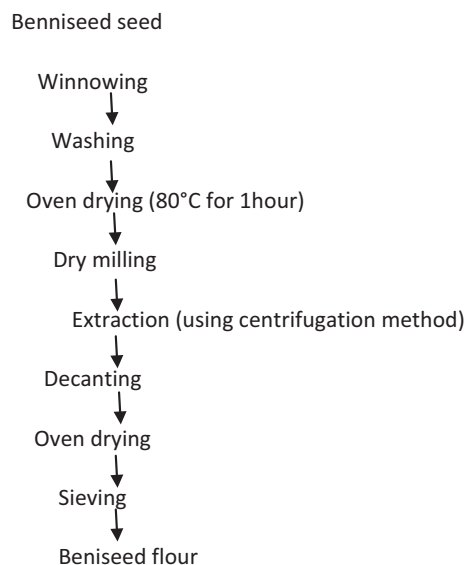 Benniseed seed
Winnowing
Washing
Oven drying (80°C for 1hour)
Dry milling
Extraction (using centrifugation method)
Decanting
Oven drying
Sieving
Beniseed flour